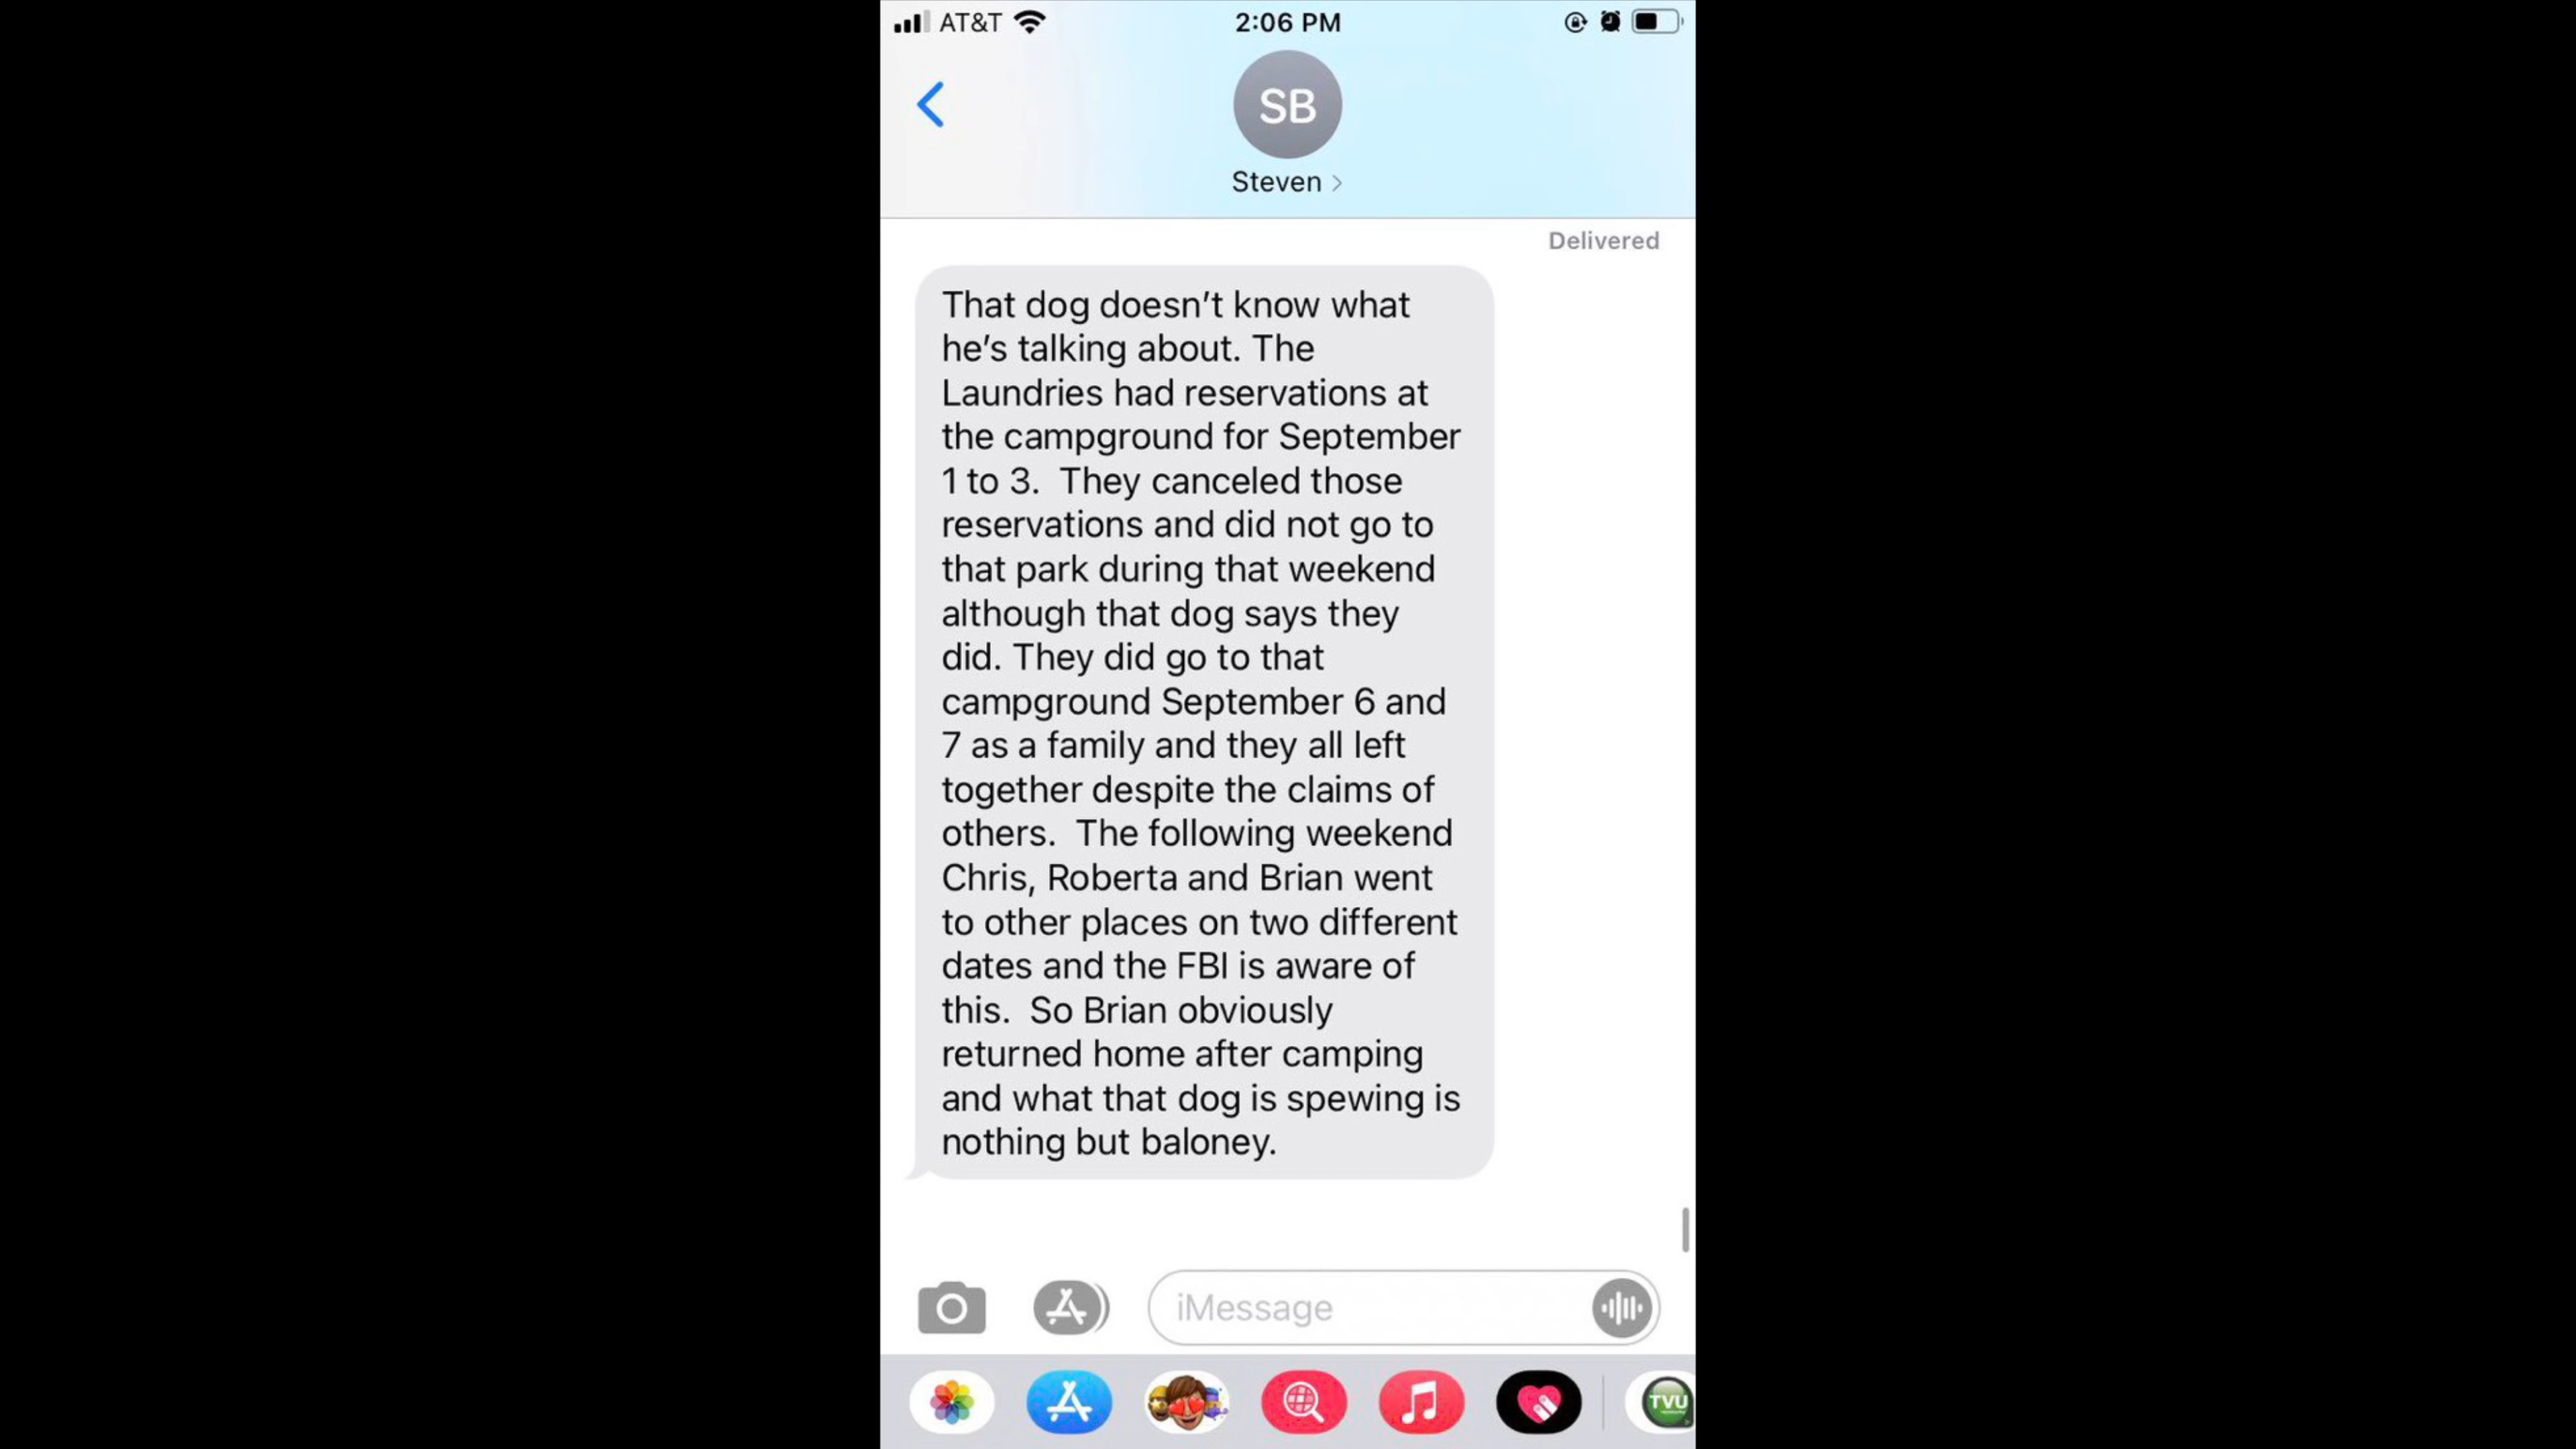 AT&T 2:06 PM
SB
Steven
Delivered
That dog doesn’t know what
he’s talking about. The
Laundries had reservations at
the campground for September
1 to 3.  They canceled those
reservations and did not go to
that park during that weekend
although that dog says they
did. They did go to that
campground September 6 and
7 as a family and they all left
together despite the claims of
others.  The following weekend
Chris, Roberta and Brian went
to other places on two different
dates and the FBI is aware of
this.  So Brian obviously
returned home after camping
and what that dog is spewing is
nothing but baloney.
iMessage
TVU